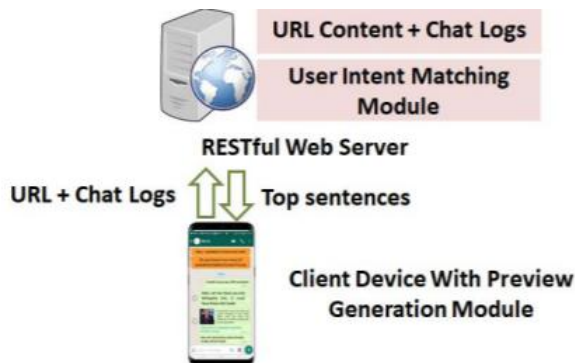 URL Content + Chat Logs
User Intent Matching
Module
RESTful Web Server
URL + Chat Logs
Top sentences
Client Device With Preview
Generation Module